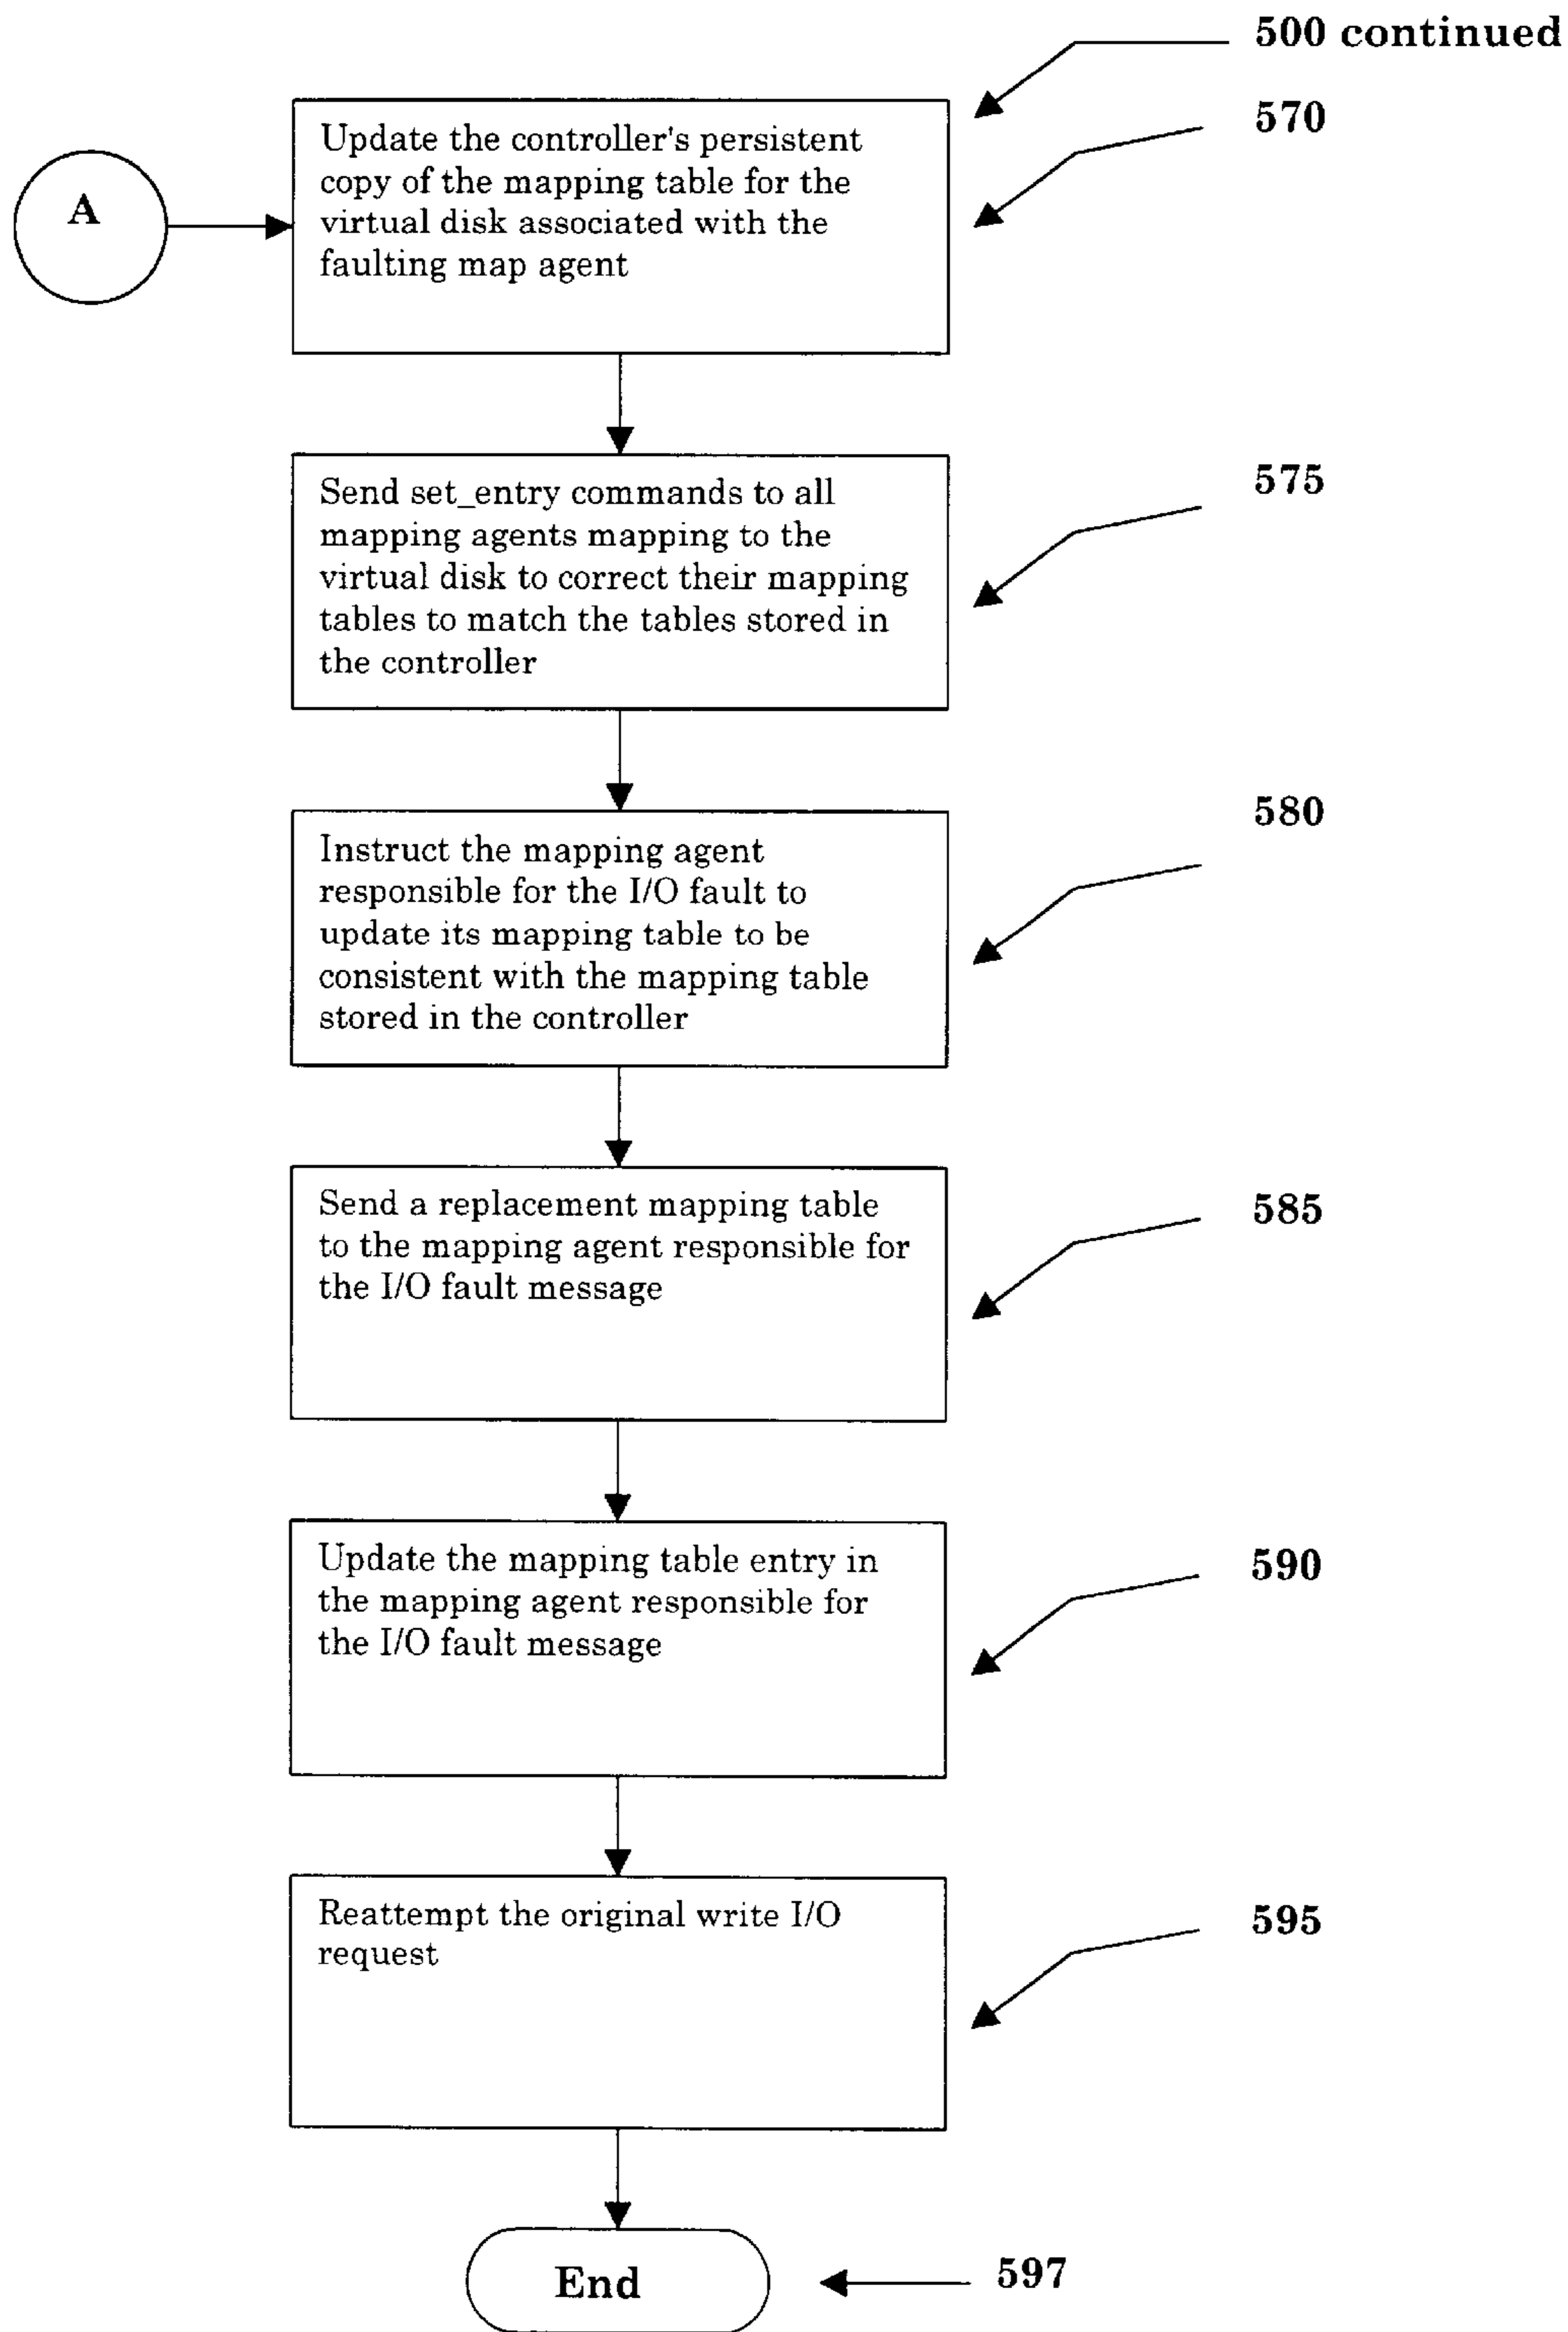 500 continued
570
A
Update the controller's persistent
copy of the mapping table for the
virtual disk associated with the
faulting map agent
575
Send set_entry commands to all
mapping agents mapping to the
virtual disk to correct their mapping
tables to match the tables stored in
the controller
580
Instruct the mapping agent
responsible for the I/O fault to
update its mapping table to be
consistent with the mapping table
stored in the controller
585
Send a replacement mapping table
to the mapping agent responsible for
the I/O fault message
590
Update the mapping table entry in
the mapping agent responsible for
the I/O fault message
595
Reattempt the original write I/O
request
End
597